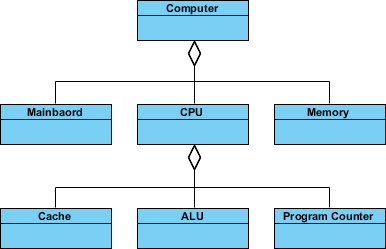 Computer
Mainbaord
CPU
Memory
Cache
ALU
Program Counter